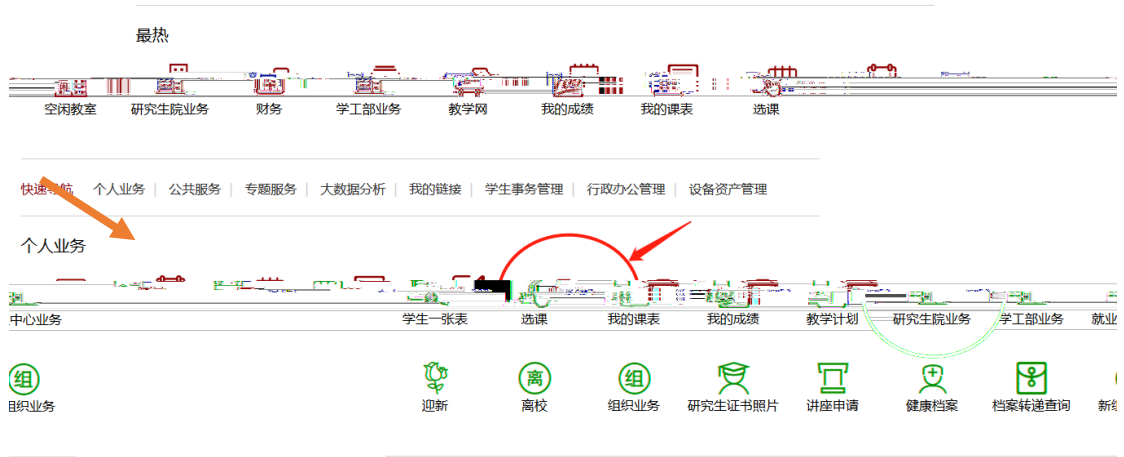 最热
空闲教室 研究生院业务 财务 学工部业务 教学网 我的成绩 我的课表 选课
快速导航 个人业务 公共服务 专题服务 大数据分析 我的链接 学生事务管理 行政办公管理 设备资产管理
个人业务
中心业务 学生一张表 选课 我的课表 我的成绩 教学计划 研究生院业务 学工部业务 就业
组 离 组
组织业务 迎新 离校 组织业务 研究生证书照片 讲座申请 健康档案 档案转递查询 新